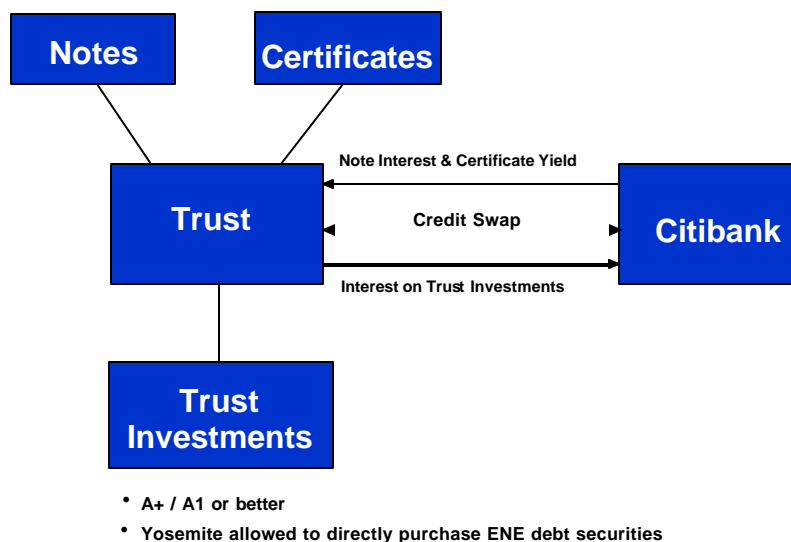 Notes
Certificates
Note Interest & Certificate Yield
Trust
Credit Swap
Citibank
Interest on Trust Investments
Trust
Investments
• A+ / A1 or better
• Yosemite allowed to directly purchase ENE debt securities